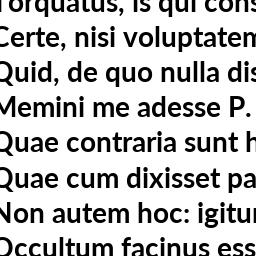 Torquatus, is qui cons
Certe, nisi voluptatem
Quid, de quo nulla dis
Memini me adesse P.
Quae contraria sunt h
Quae cum dixisset pa
Non autem hoc: igitur
Occultum facinus ess